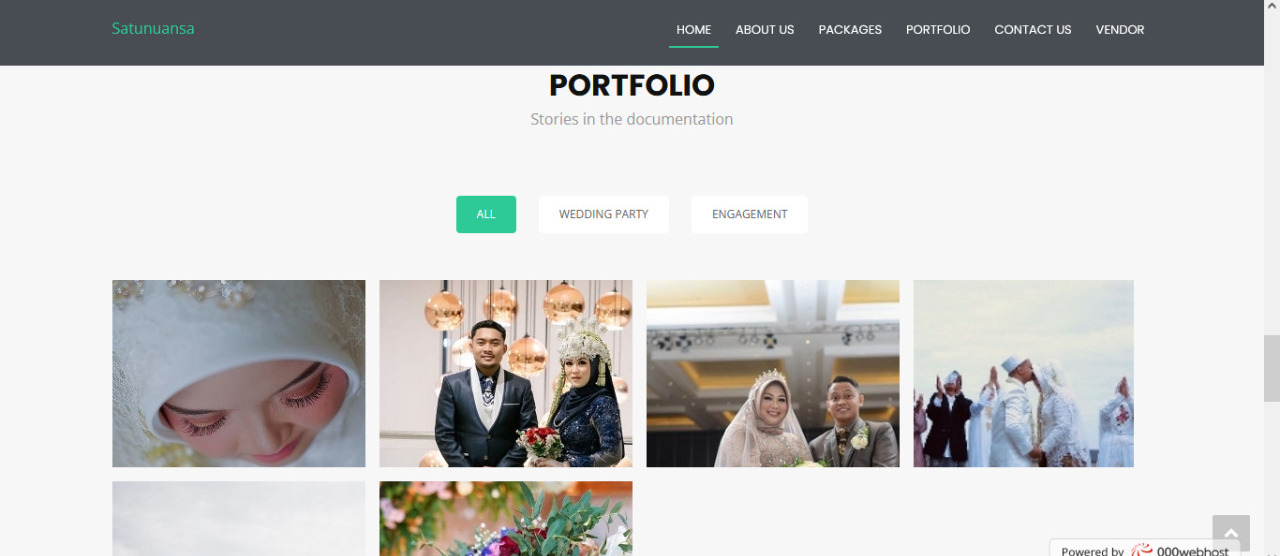 Satunuansa
HOME ABOUT US PACKAGES PORTFOLIO CONTACT US VENDOR
PORTFOLIO
Stories in the documentation
ALL WEDDING PARTY ENGAGEMENT
Powered by 000webhost